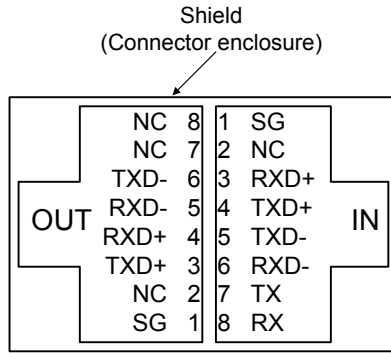 Shield
(Connector enclosure)
NC 8 1 SG
NC 7 2 NC
TXD- 6 3 RXD+
RXD- 5 4 TXD+
OUT IN
RXD+ 4 5 TXD-
TXD+ 3 6 RXD-
NC 2 7 TX
SG 1 8 RX